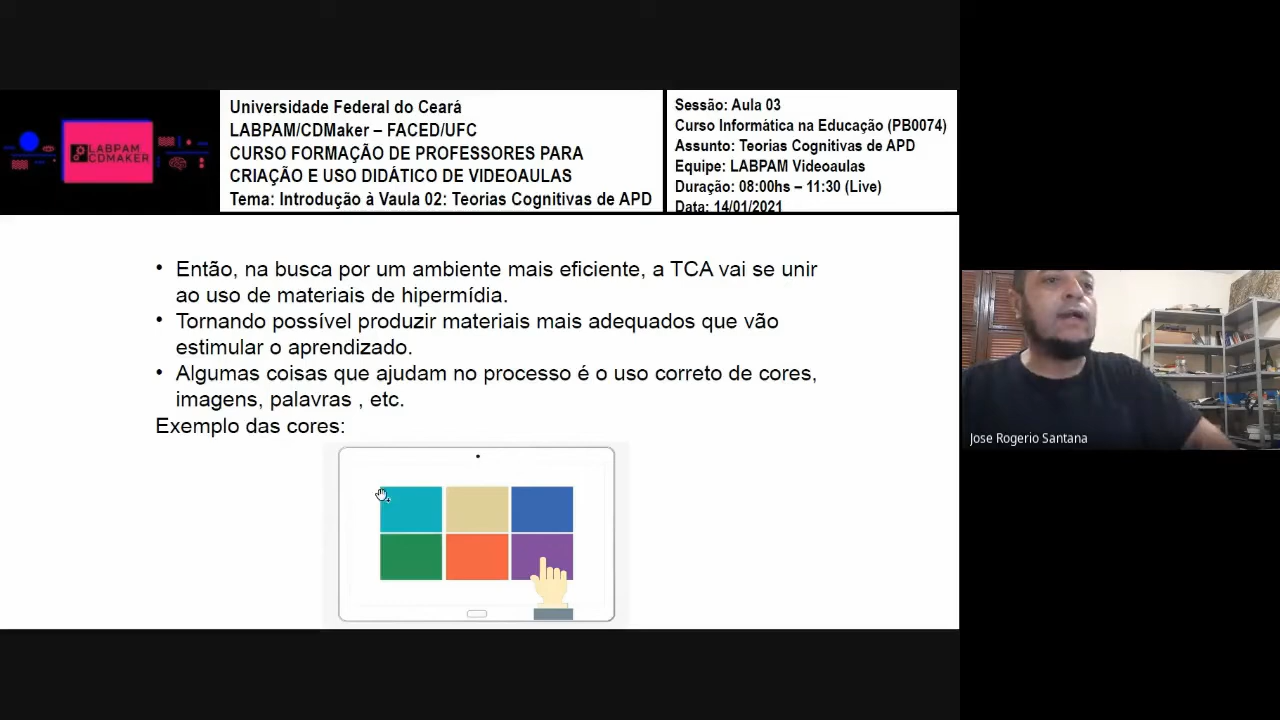 LABPAM
CDMAKER
Universidade Federal do Ceará
LABPAM/CDMaker – FACED/UFC
CURSO FORMAÇÃO DE PROFESSORES PARA
CRIAÇÃO E USO DIDÁTICO DE VIDEOAULAS
Tema: Introdução à Vaula 02: Teorias Cognitivas de APD
Sessão: Aula 03
Curso Informática na Educação (PB0074)
Assunto: Teorias Cognitivas de APD
Equipe: LABPAM Videoaulas
Duração: 08:00hs – 11:30 (Live)
Data: 14/01/2021
• Então, na busca por um ambiente mais eficiente, a TCA vai se unir
ao uso de materiais de hipermídia.
• Tornando possível produzir materiais mais adequados que vão
estimular o aprendizado.
• Algumas coisas que ajudam no processo é o uso correto de cores,
imagens, palavras , etc.
Exemplo das cores:
Jose Rogerio Santana